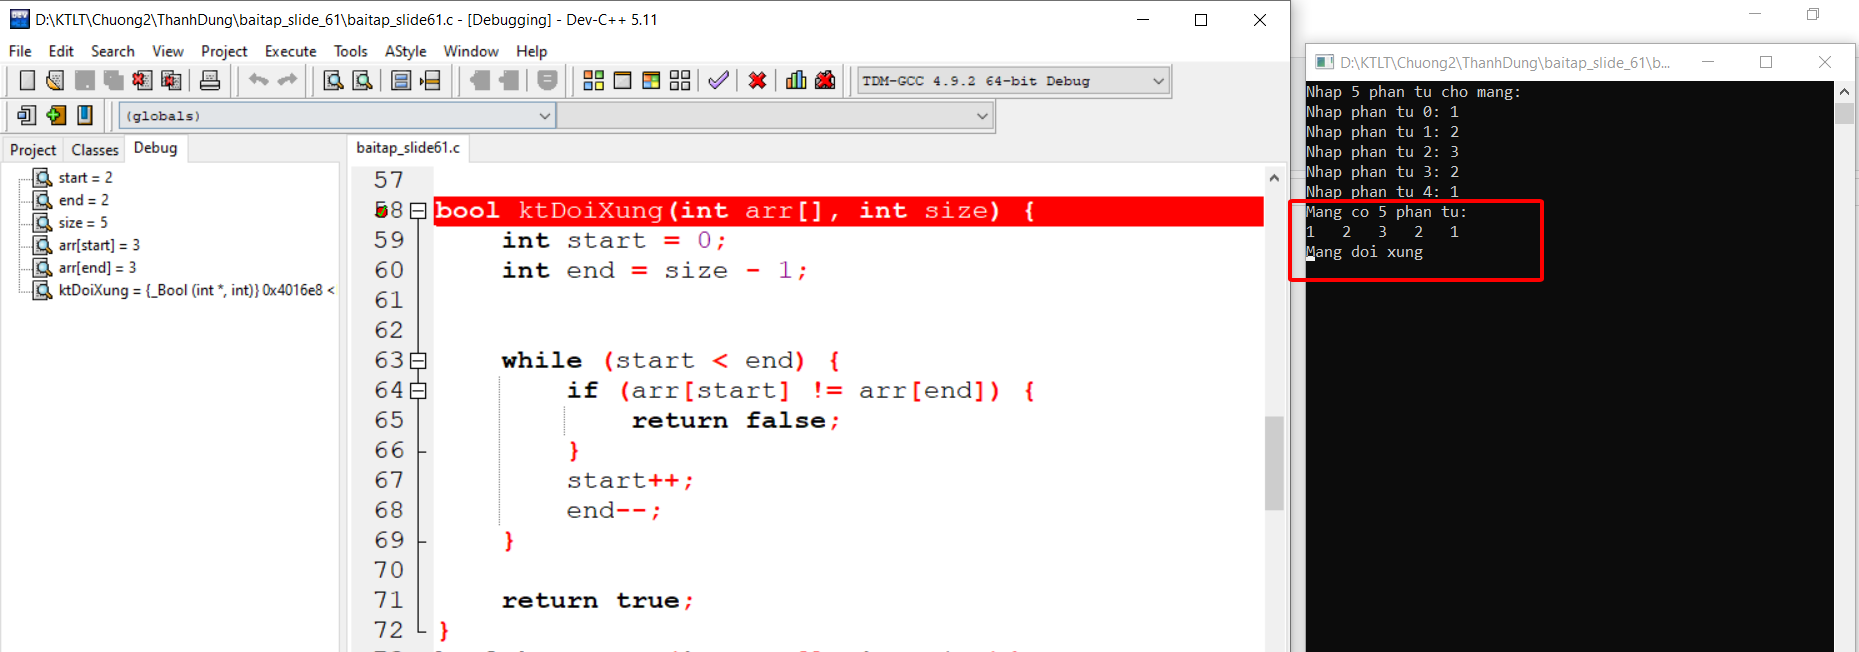 D:\KTLT\Chuong2\ThanhDung\baitap_slide_61\baitap_slide61.c - [Debugging] - Dev-C++ 5.11
File Edit Search View Project Execute Tools AStyle Window Help
TDM-GCC 4.9.2 64-bit Debug
(globals)
Project Classes Debug
start = 2
end = 2
size = 5
arr[start] = 3
arr[end] = 3
ktDoiXung = {_Bool (int *, int)} 0x4016e8 <
baitap_slide61.c
57
58 bool ktDoiXung(int arr[], int size) {
59 int start = 0;
60 int end = size - 1;
61
62
63 while (start < end) {
64 if (arr[start] != arr[end]) {
65 return false;
66 }
67 start++;
68 end--;
69 }
70
71 return true;
72 }
D:\KTLT\Chuong2\ThanhDung\baitap_slide_61\b...
Nhap 5 phan tu cho mang:
Nhap phan tu 0: 1
Nhap phan tu 1: 2
Nhap phan tu 2: 3
Nhap phan tu 3: 2
Nhap phan tu 4: 1
Mang co 5 phan tu:
1 2 3 2 1
Mang doi xung